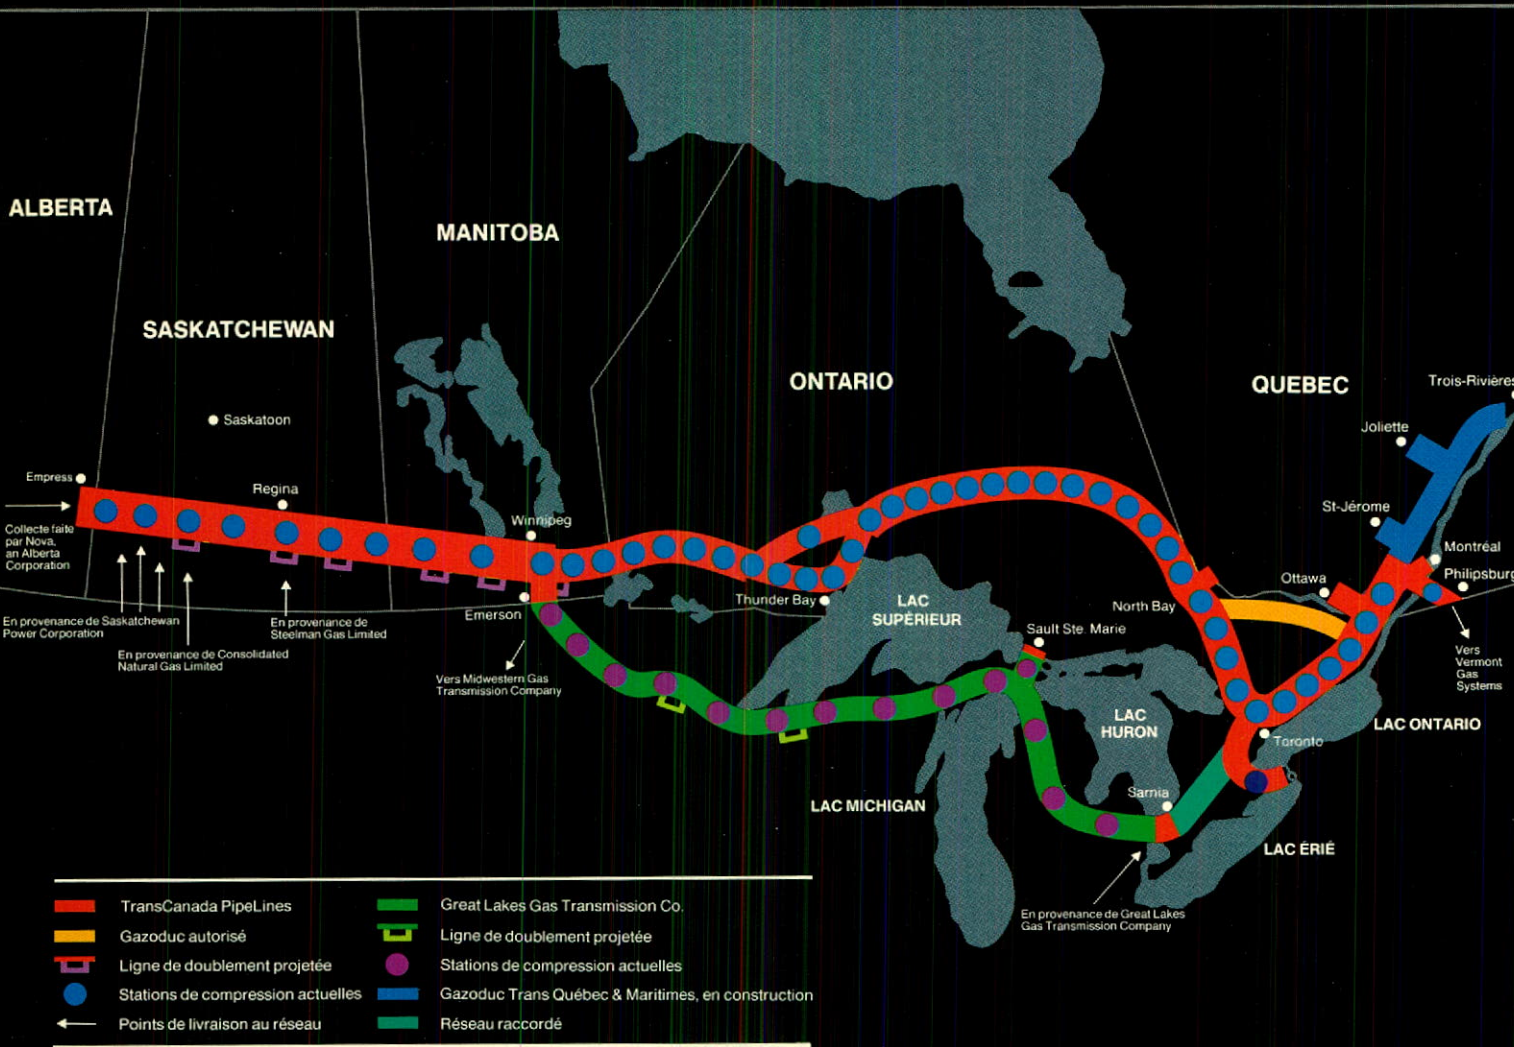 ALBERTA
MANITOBA
SASKATCHEWAN
ONTARIO
QUEBEC
Trois-Rivières
Saskatoon
Joliette
Empress
Regina
St-Jérome
Winnipeg
Collecte faite
par Nova,
an Alberta
Corporation
Montréal
Philipsburg
Ottawa
Thunder Bay
LAC
SUPÉRIEUR
North Bay
Emerson
Sault Ste. Marie
En provenance de Saskatchewan
Power Corporation
En provenance de
Steelman Gas Limited
En provenance de Consolidated
Natural Gas Limited
Vers Midwestern Gas
Transmission Company
Vers
Vermont
Gas
Systems
LAC
HURON
LAC ONTARIO
Toronto
Sarnia
LAC MICHIGAN
LAC ÉRIÉ
En provenance de Great Lakes
Gas Transmission Company
TransCanada PipeLines
Gazoduc autorisé
Ligne de doublement projetée
Stations de compression actuelles
Points de livraison au réseau
Great Lakes Gas Transmission Co.
Ligne de doublement projetée
Stations de compression actuelles
Gazoduc Trans Québec & Maritimes, en construction
Réseau raccordé